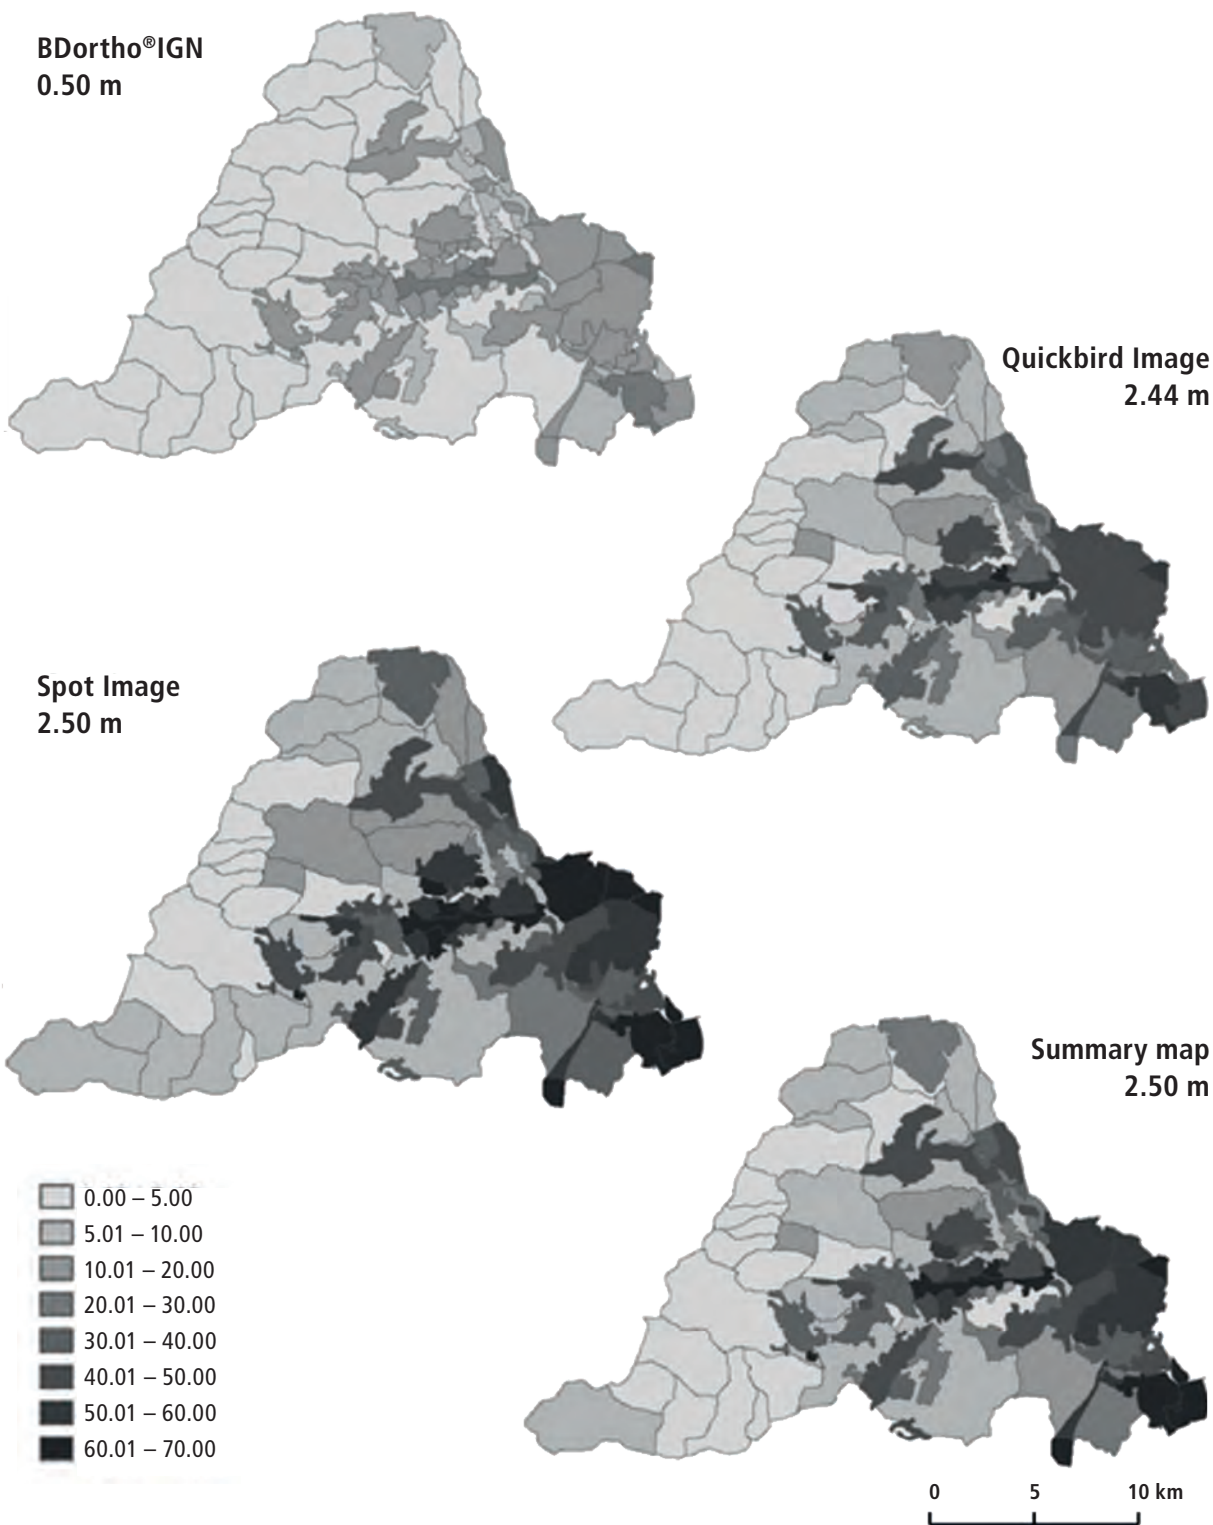 BDortho®IGN
0.50 m
Quickbird Image
2.44 m
Spot Image
2.50 m
Summary map
2.50 m
0.00 – 5.00
5.01 – 10.00
10.01 – 20.00
20.01 – 30.00
30.01 – 40.00
40.01 – 50.00
50.01 – 60.00
60.01 – 70.00
0 5 10 km